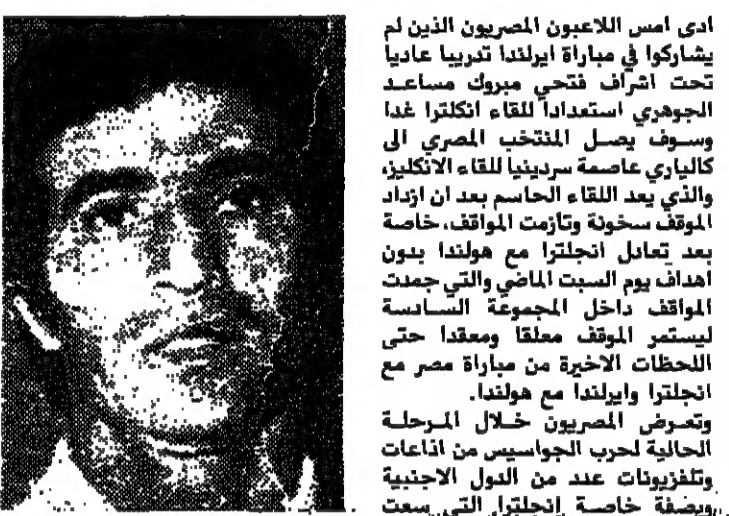 ادى امس اللاعبون المصريون الذين لم
يشاركوا في مباراة ايرلندا تدريبا عاديا
تحت اشراف فتحي مبروك مساعد
الجوهري استعداداً للقاء انكلترا غدا
وسوف يصل المنتخب المصري الى
كالياري عاصمة سردينيا للقاء الانكليز،
والذي يعد اللقاء الحاسم بعد ان ازداد
الموقف سخونة وتأزمت المواقف، خاصة
بعد تعادل انجلترا مع هولندا بدون
اهداف يوم السبت الماضي والتي جمدت
المواقف داخل المجموعة السادسة
ليستمر الموقف معلقا ومعقدا حتى
اللحظات الاخيرة من مباراة مصر مع
انجلترا وايرلندا مع هولندا.
وتعرض المصريون خلال المرحلة
الحالية لحرب الجواسيس من اذاعات
وتلفزيونات عدد من الدول الاجنبية
وبصفة خاصة إنجلترا التي سعت